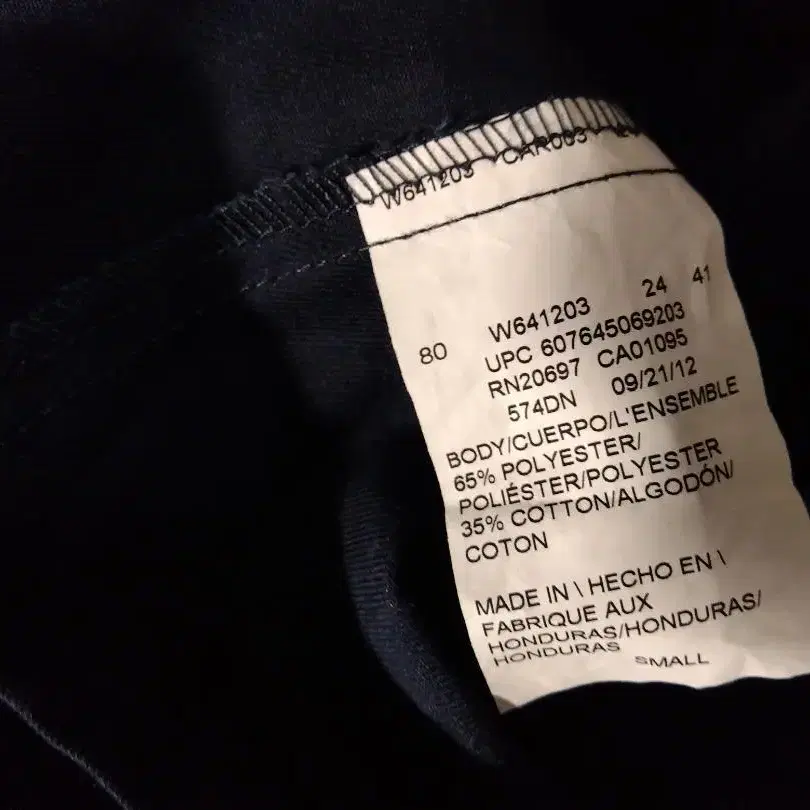 W641203 CAR003
24 41
80 W641203
UPC 607645069203
RN20697 CA01095
574DN 09/21/12
BODY/CUERPO/L'ENSEMBLE
65% POLYESTER/
POLIÉSTER/POLYESTER
35% COTTON/ALGODÓN/
COTON
MADE IN \ HECHO EN \
FABRIQUE AUX
HONDURAS/HONDURAS/
HONDURAS
SMALL